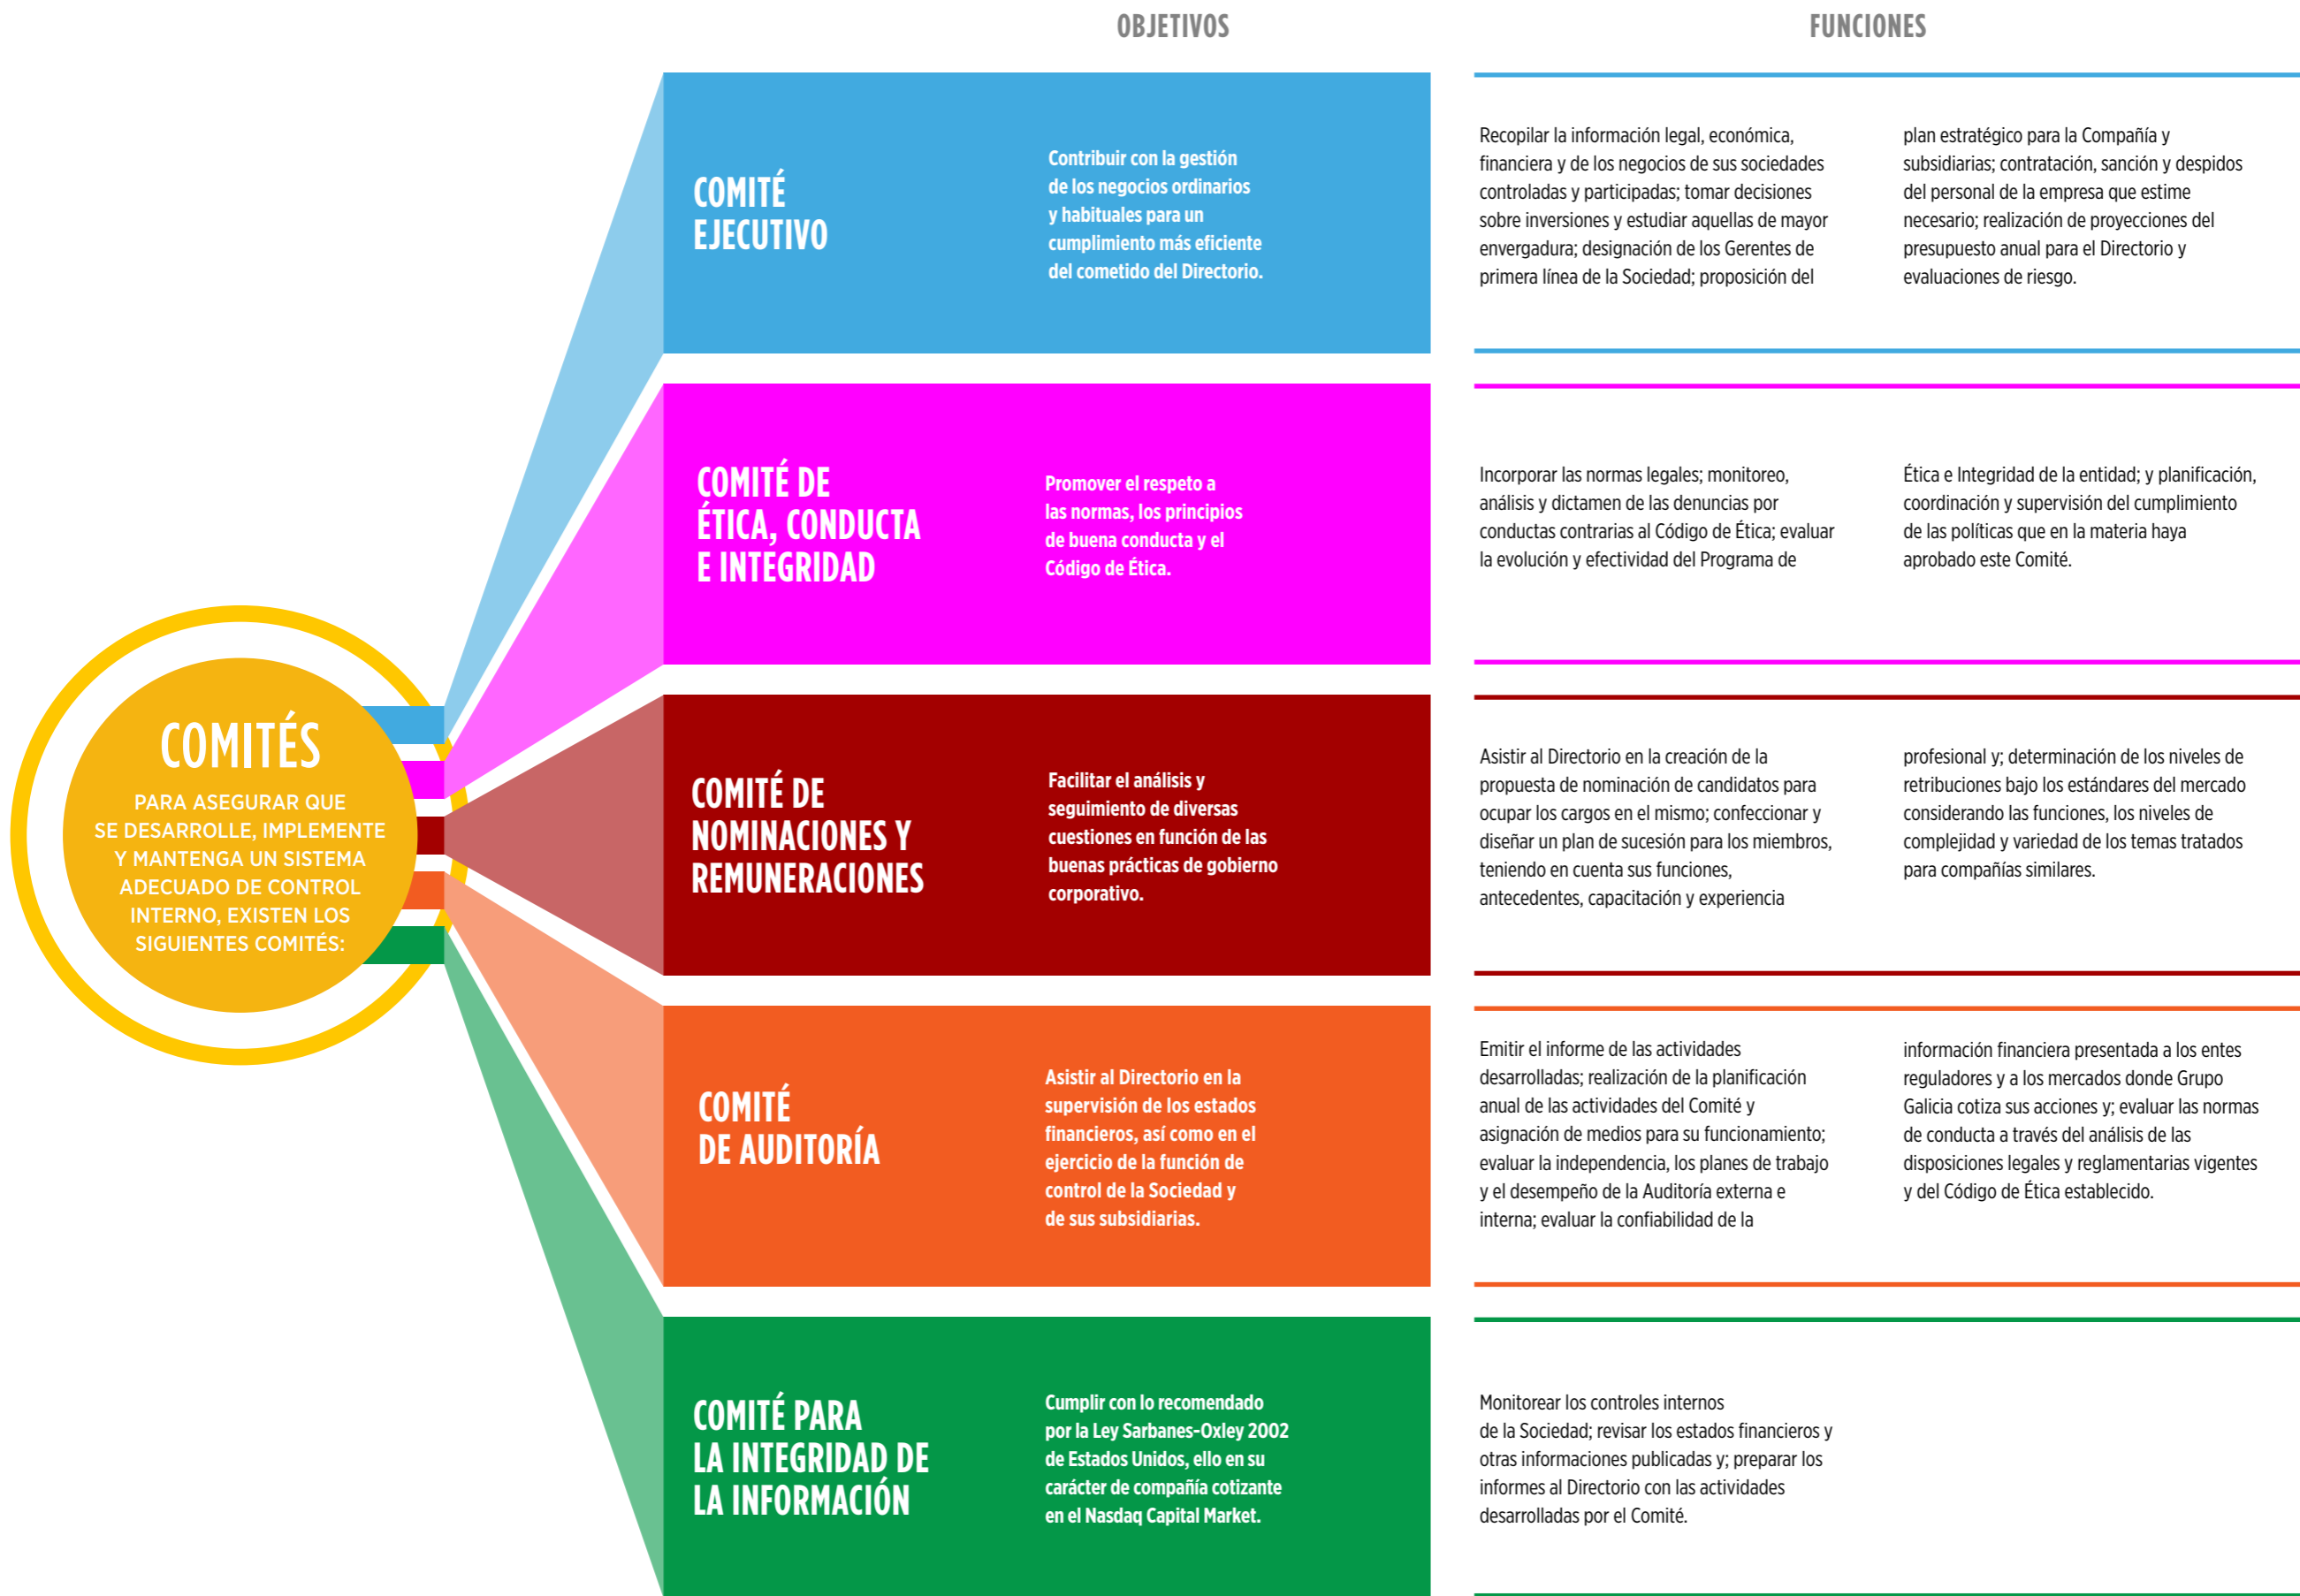 OBJETIVOS
FUNCIONES
COMITÉS
PARA ASEGURAR QUE
SE DESARROLLE, IMPLEMENTE
Y MANTENGA UN SISTEMA
ADECUADO DE CONTROL
INTERNO, EXISTEN LOS
SIGUIENTES COMITÉS:
COMITÉ
EJECUTIVO
Contribuir con la gestión
de los negocios ordinarios
y habituales para un
cumplimiento más eficiente
del cometido del Directorio.
Recopilar la información legal, económica,
financiera y de los negocios de sus sociedades
controladas y participadas; tomar decisiones
sobre inversiones y estudiar aquellas de mayor
envergadura; designación de los Gerentes de
primera línea de la Sociedad; proposición del
plan estratégico para la Compañía y
subsidiarias; contratación, sanción y despidos
del personal de la empresa que estime
necesario; realización de proyecciones del
presupuesto anual para el Directorio y
evaluaciones de riesgo.
COMITÉ DE
ÉTICA, CONDUCTA
E INTEGRIDAD
Promover el respeto a
las normas, los principios
de buena conducta y el
Código de Ética.
Incorporar las normas legales; monitoreo,
análisis y dictamen de las denuncias por
conductas contrarias al Código de Ética; evaluar
la evolución y efectividad del Programa de
Ética e Integridad de la entidad; y planificación,
coordinación y supervisión del cumplimiento
de las políticas que en la materia haya
aprobado este Comité.
COMITÉ DE
NOMINACIONES Y
REMUNERACIONES
Facilitar el análisis y
seguimiento de diversas
cuestiones en función de las
buenas prácticas de gobierno
corporativo.
Asistir al Directorio en la creación de la
propuesta de nominación de candidatos para
ocupar los cargos en el mismo; confeccionar y
diseñar un plan de sucesión para los miembros,
teniendo en cuenta sus funciones,
antecedentes, capacitación y experiencia
profesional y; determinación de los niveles de
retribuciones bajo los estándares del mercado
considerando las funciones, los niveles de
complejidad y variedad de los temas tratados
para compañías similares.
COMITÉ
DE AUDITORÍA
Asistir al Directorio en la
supervisión de los estados
financieros, así como en el
ejercicio de la función de
control de la Sociedad y
de sus subsidiarias.
Emitir el informe de las actividades
desarrolladas; realización de la planificación
anual de las actividades del Comité y
asignación de medios para su funcionamiento;
evaluar la independencia, los planes de trabajo
y el desempeño de la Auditoría externa e
interna; evaluar la confiabilidad de la
información financiera presentada a los entes
reguladores y a los mercados donde Grupo
Galicia cotiza sus acciones y; evaluar las normas
de conducta a través del análisis de las
disposiciones legales y reglamentarias vigentes
y del Código de Ética establecido.
COMITÉ PARA
LA INTEGRIDAD DE
LA INFORMACIÓN
Cumplir con lo recomendado
por la Ley Sarbanes-Oxley 2002
de Estados Unidos, ello en su
carácter de compañía cotizante
en el Nasdaq Capital Market.
Monitorear los controles internos
de la Sociedad; revisar los estados financieros y
otras informaciones publicadas y; preparar los
informes al Directorio con las actividades
desarrolladas por el Comité.